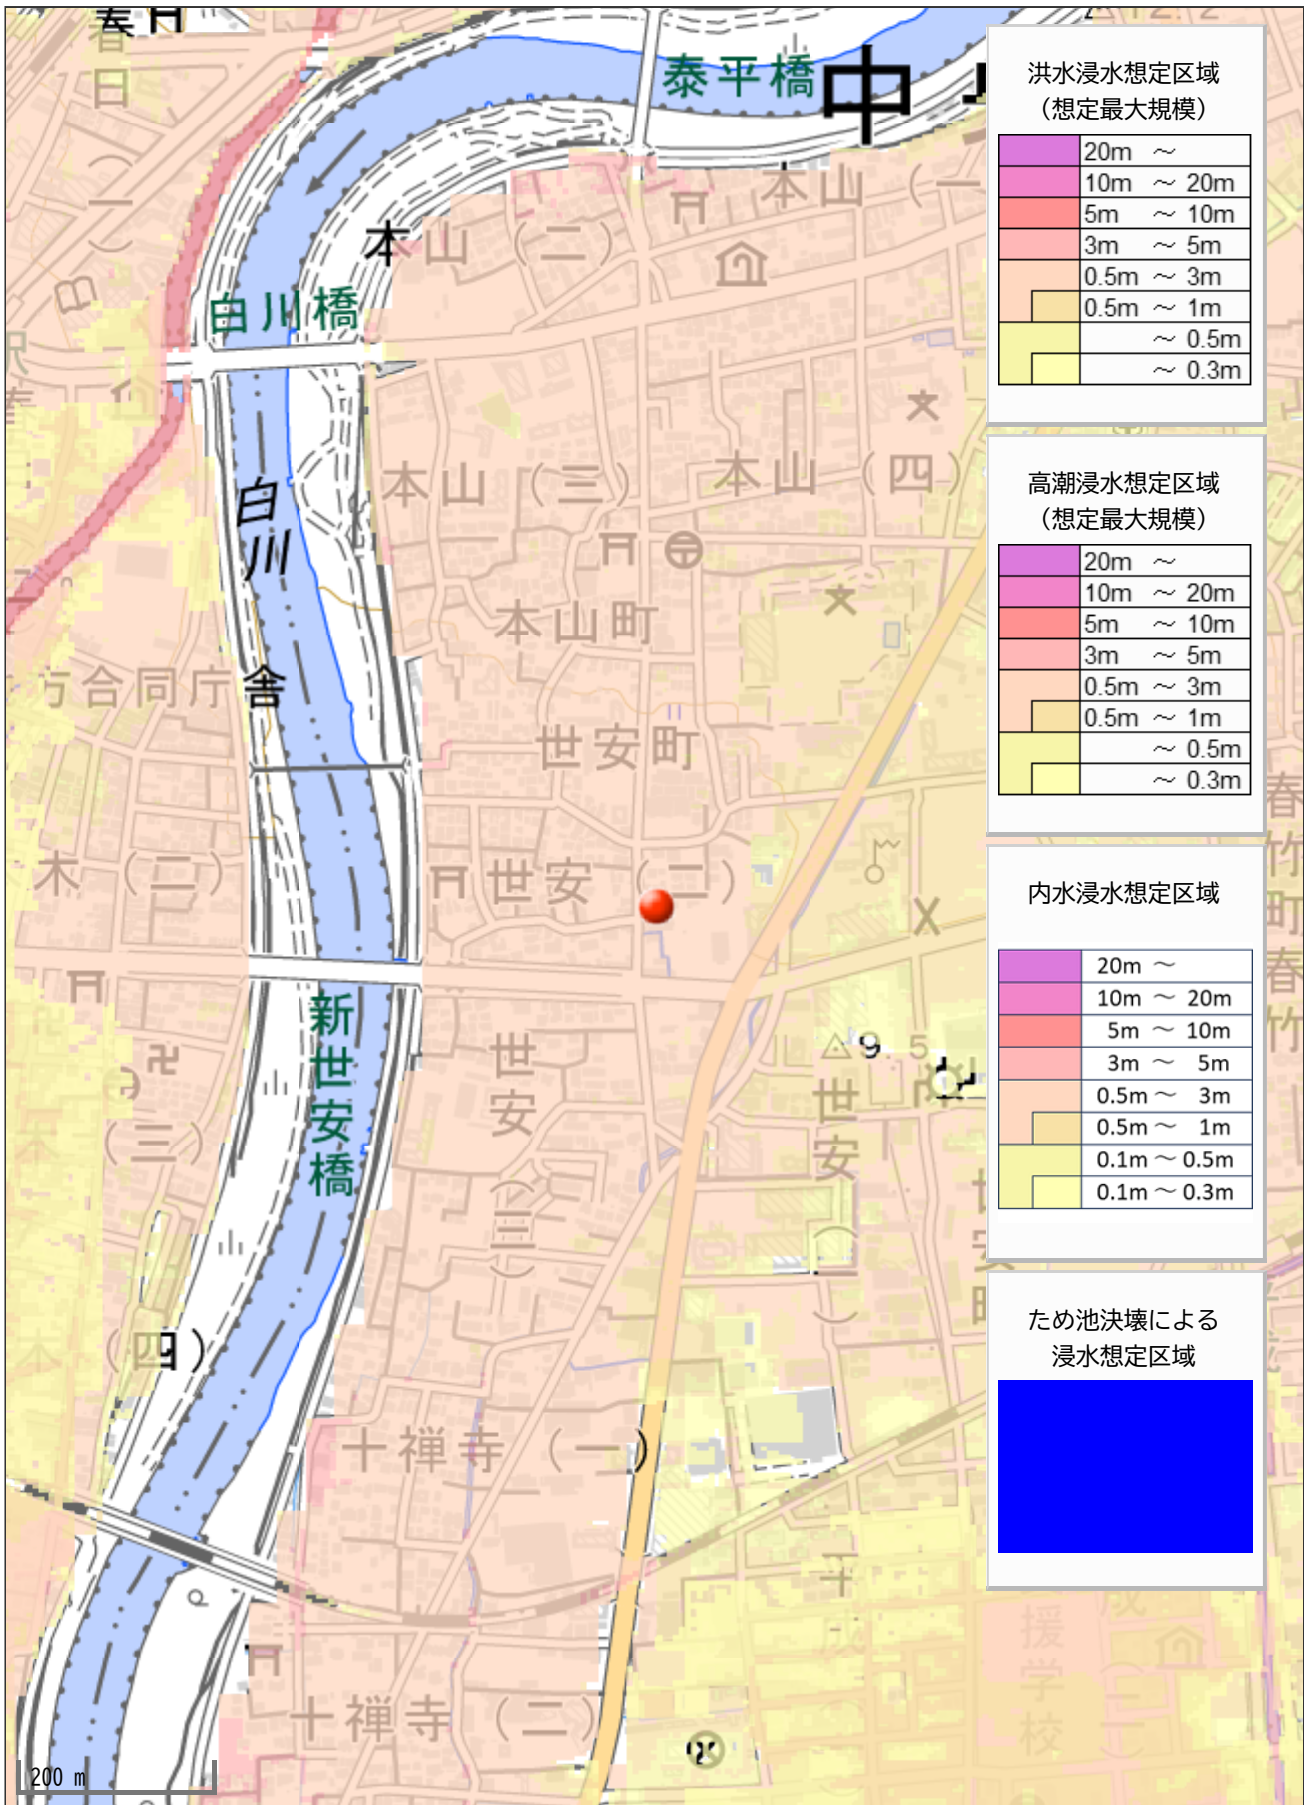 春日
(一)
泰平橋
中
本山(一
本山(二)
白川橋
本山(三)
本山(四)
白川
本山町
方合同庁舎
世安町
木(二)
世安(二)
新世安橋
世安(三)
9.5
世安(一)
(三)
本(四)
十禅寺(一)
十禅寺(二)
援学校
春竹町春竹
200 m
洪水浸水想定区域
(想定最大規模)
20m ～
10m ～ 20m
5m ～ 10m
3m ～ 5m
0.5m ～ 3m
0.5m ～ 1m
～ 0.5m
～ 0.3m
高潮浸水想定区域
(想定最大規模)
20m ～
10m ～ 20m
5m ～ 10m
3m ～ 5m
0.5m ～ 3m
0.5m ～ 1m
～ 0.5m
～ 0.3m
内水浸水想定区域
20m ～
10m ～ 20m
5m ～ 10m
3m ～ 5m
0.5m ～ 3m
0.5m ～ 1m
0.1m ～ 0.5m
0.1m ～ 0.3m
ため池決壊による
浸水想定区域